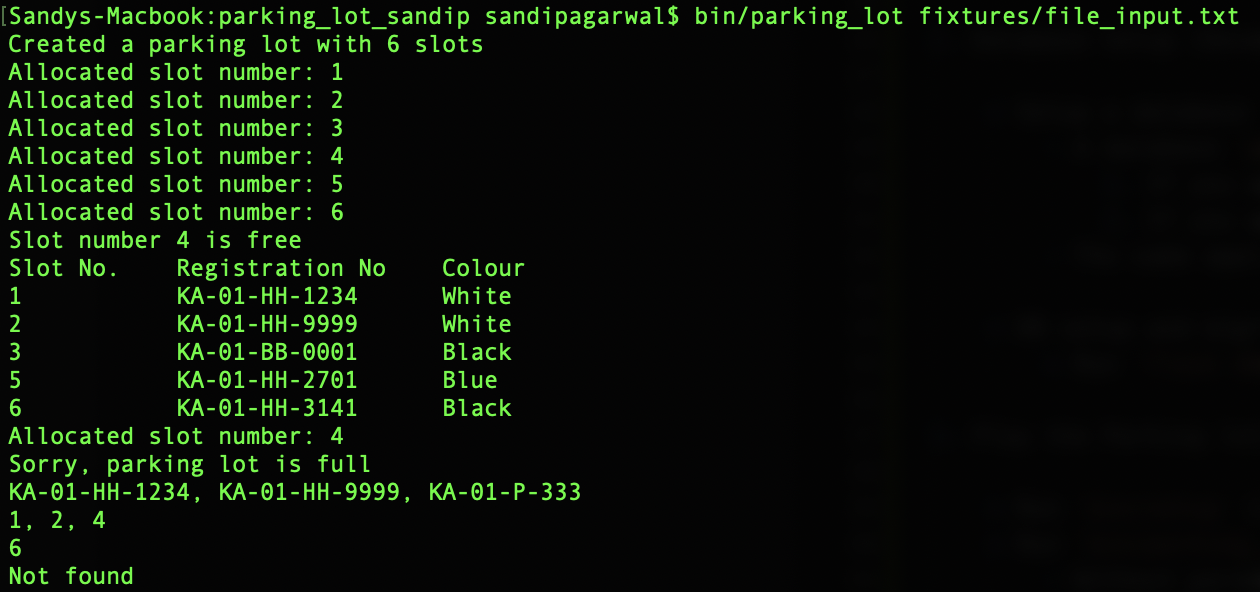 [Sandys-Macbook:parking_lot_sandip sandipagarwal$ bin/parking_lot fixtures/file_input.txt
Created a parking lot with 6 slots
Allocated slot number: 1
Allocated slot number: 2
Allocated slot number: 3
Allocated slot number: 4
Allocated slot number: 5
Allocated slot number: 6
Slot number 4 is free
Slot No.    Registration No    Colour
1           KA-01-HH-1234      White
2           KA-01-HH-9999      White
3           KA-01-BB-0001      Black
5           KA-01-HH-2701      Blue
6           KA-01-HH-3141      Black
Allocated slot number: 4
Sorry, parking lot is full
KA-01-HH-1234, KA-01-HH-9999, KA-01-P-333
1, 2, 4
6
Not found